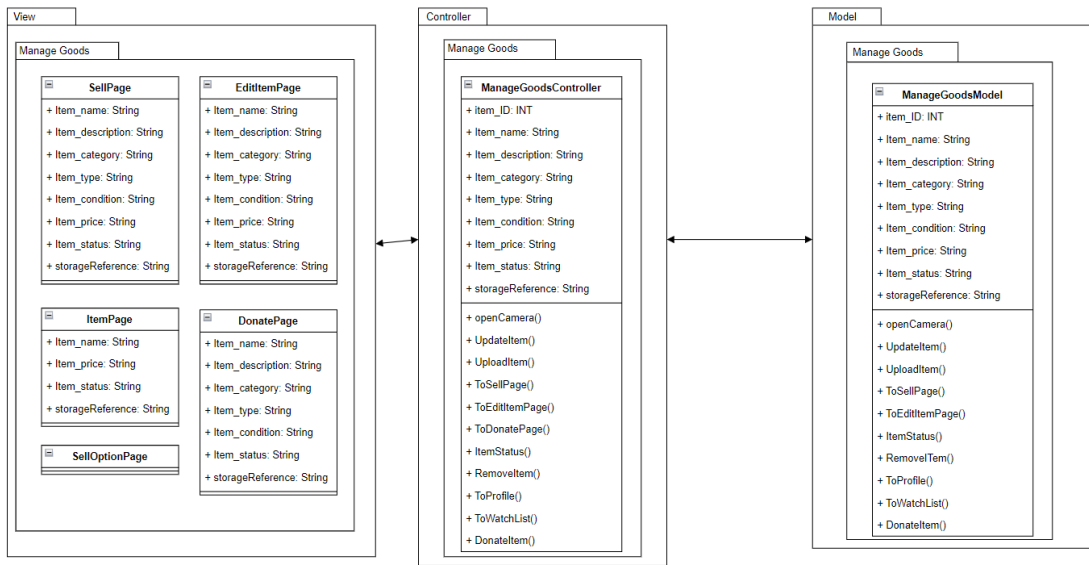 View
Manage Goods
SellPage
+ Item_name: String
+ Item_description: String
+ Item_category: String
+ Item_type: String
+ Item_condition: String
+ Item_price: String
+ Item_status: String
+ storageReference: String
EditItemPage
+ Item_name: String
+ Item_description: String
+ Item_category: String
+ Item_type: String
+ Item_condition: String
+ Item_price: String
+ Item_status: String
+ storageReference: String
ItemPage
+ Item_name: String
+ Item_price: String
+ Item_status: String
+ storageReference: String
DonatePage
+ Item_name: String
+ Item_description: String
+ Item_category: String
+ Item_type: String
+ Item_condition: String
+ Item_status: String
+ storageReference: String
SellOptionPage
Controller
Manage Goods
ManageGoodsController
+ item_ID: INT
+ Item_name: String
+ Item_description: String
+ Item_category: String
+ Item_type: String
+ Item_condition: String
+ Item_price: String
+ Item_status: String
+ storageReference: String
+ openCamera()
+ UpdateItem()
+ UploadItem()
+ ToSellPage()
+ ToEditItemPage()
+ ToDonatePage()
+ ItemStatus()
+ RemoveItem()
+ ToProfile()
+ ToWatchList()
+ DonateItem()
Model
Manage Goods
ManageGoodsModel
+ item_ID: INT
+ Item_name: String
+ Item_description: String
+ Item_category: String
+ Item_type: String
+ Item_condition: String
+ Item_price: String
+ Item_status: String
+ storageReference: String
+ openCamera()
+ UpdateItem()
+ UploadItem()
+ ToSellPage()
+ ToEditItemPage()
+ ItemStatus()
+ RemoveITem()
+ ToProfile()
+ ToWatchList()
+ DonateItem()